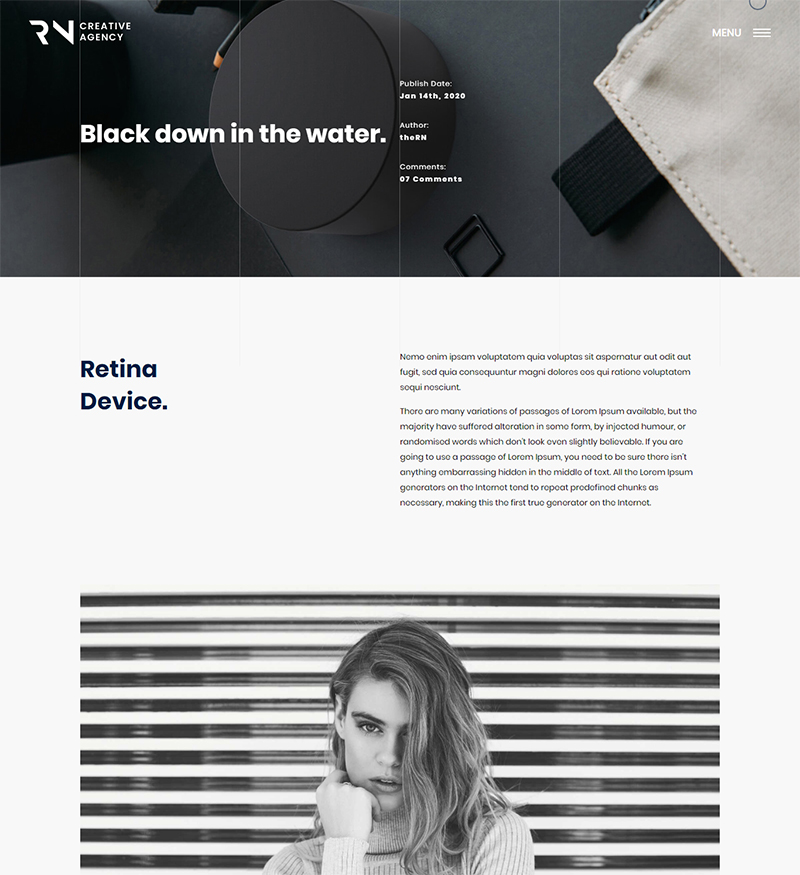 RN CREATIVE
AGENCY
MENU
Publish Date:
Jan 14th, 2020
Black down in the water.
Author:
theRN
Comments:
07 Comments
Retina
Device.
Nemo enim ipsam voluptatem quia voluptas sit aspernatur aut odit aut
fugit, sed quia consequuntur magni dolores eos qui ratione voluptatem
sequi nesciunt.
There are many variations of passages of Lorem Ipsum available, but the
majority have suffered alteration in some form, by injected humour, or
randomised words which don't look even slightly believable. If you are
going to use a passage of Lorem Ipsum, you need to be sure there isn't
anything embarrassing hidden in the middle of text. All the Lorem Ipsum
generators on the Internet tend to repeat predefined chunks as
necessary, making this the first true generator on the Internet.